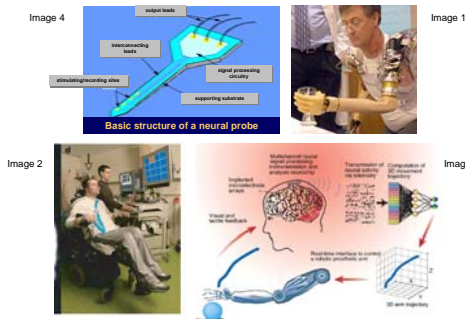 Image 4
output leads
Image 1
interconnecting
leads
signal processing
circuitry
stimulating/recording sites
supporting substrate
Basic structure of a neural probe
Image 2
d
Imag
Multichannel neural
signal processing,
instrumentation and
analysis neurochip
Implanted
microelectrode
arrays
Transmission of
neural activity
via telemetry
Computation of
3D movement
trajectory
Visual and
tactile feedback
Real-time interface to control
a robotic prosthetic arm
Z
X
Y
3D arm trajectory